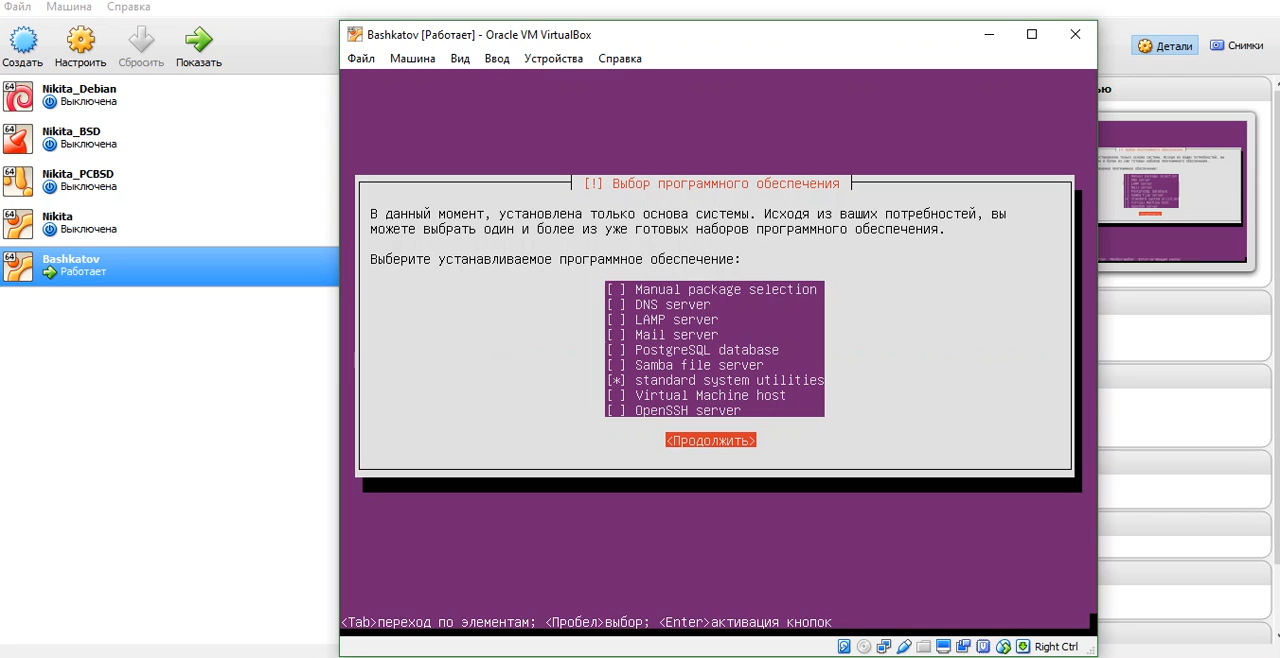 Файл Машина Справка
Создать Настроить Сбросить Показать
Nikita_Debian
Выключена
Nikita_BSD
Выключена
Nikita_PCBSD
Выключена
Nikita
Выключена
Bashkatov
Работает
Bashkatov [Работает] - Oracle VM VirtualBox
Файл Машина Вид Ввод Устройства Справка
[!] Выбор программного обеспечения
В данный момент, установлена только основа системы. Исходя из ваших потребностей, вы
можете выбрать один и более из уже готовых наборов программного обеспечения.
Выберите устанавливаемое программное обеспечение:
[ ] Manual package selection
[ ] DNS server
[ ] LAMP server
[ ] Mail server
[ ] PostgreSQL database
[ ] Samba file server
[*] standard system utilities
[ ] Virtual Machine host
[ ] OpenSSH server
<Продолжить>
<Tab>переход по элементам; <Пробел>выбор; <Enter>активация кнопок
Right Ctrl
Детали Снимки
ью